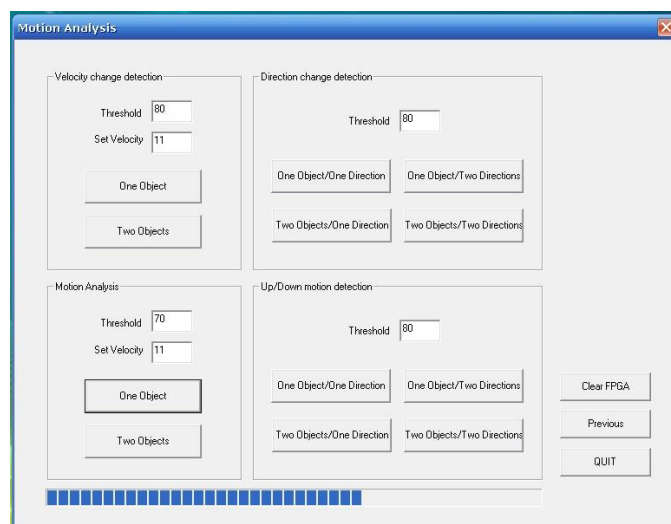 Motion Analysis
Velocity change detection
Threshold 80
Set Velocity 11
One Object
Two Objects
Direction change detection
Threshold 80
One Object/One Direction One Object/Two Directions
Two Objects/One Direction Two Objects/Two Directions
Motion Analysis
Threshold 70
Set Velocity 11
One Object
Two Objects
Up/Down motion detection
Threshold 80
One Object/One Direction One Object/Two Directions
Two Objects/One Direction Two Objects/Two Directions
Clear FPGA
Previous
QUIT